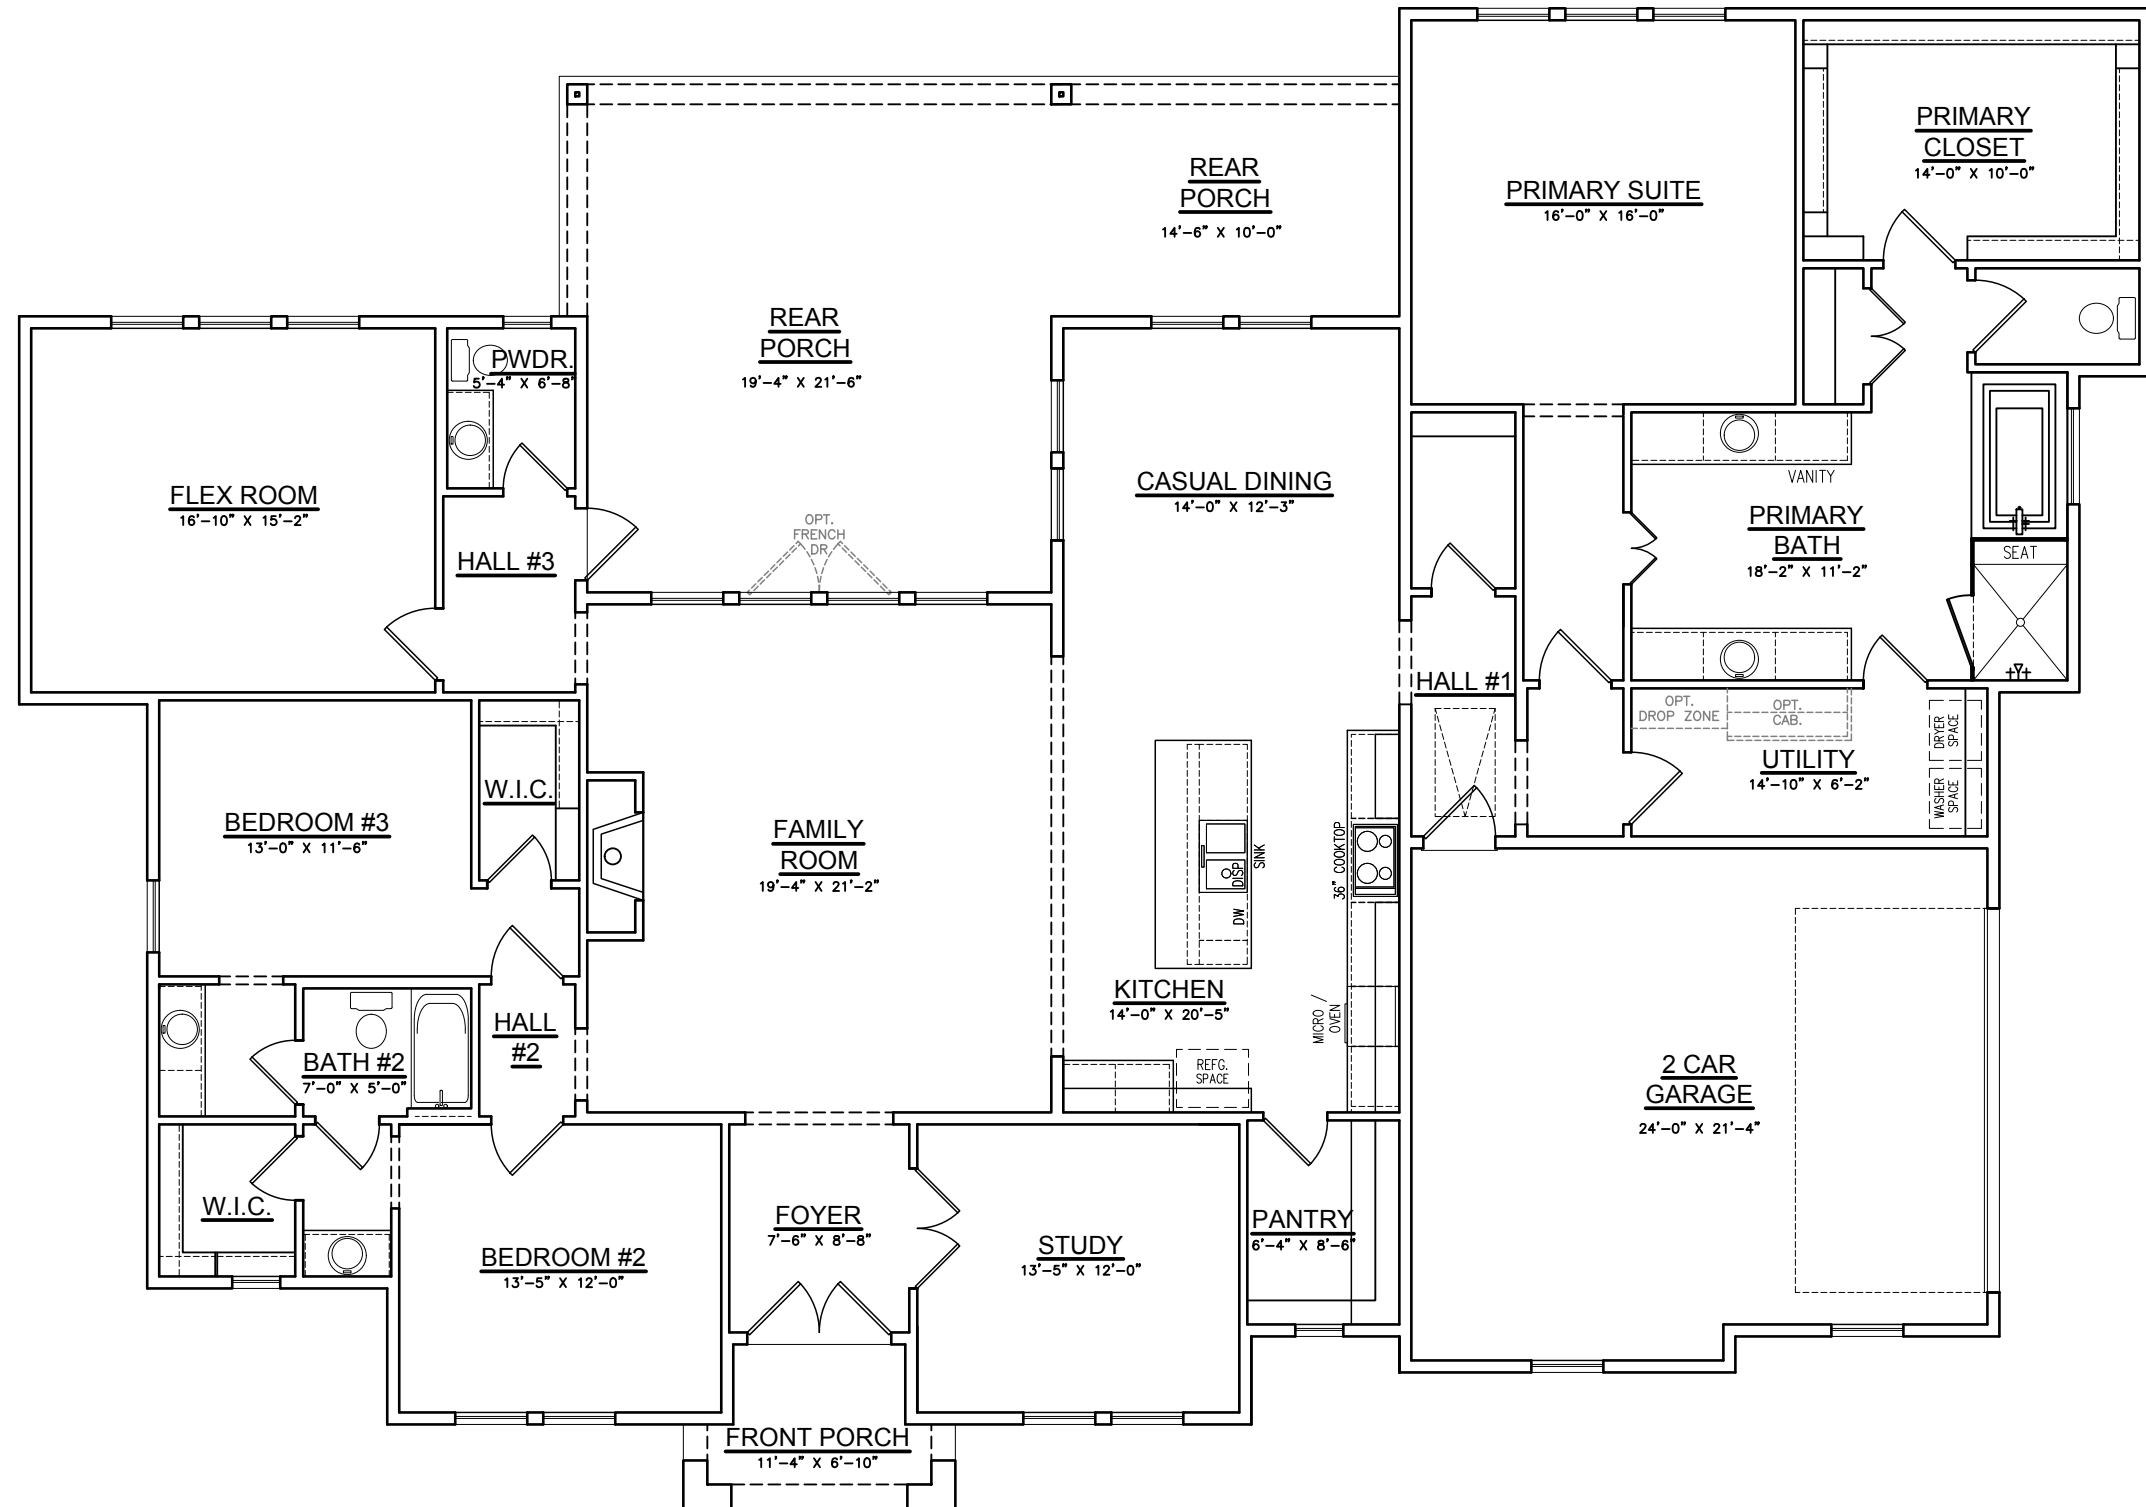 PRIMARY
CLOSET
14'-0" X 10'-0"
REAR
PORCH
14'-6" X 10'-0"
PRIMARY SUITE
16'-0" X 16'-0"
REAR
PORCH
19'-4" X 21'-6"
PWDR.
5'-4" X 6'-8"
FLEX ROOM
16'-10" X 15'-2"
CASUAL DINING
14'-0" X 12'-3"
VANITY
PRIMARY
BATH
18'-2" X 11'-2"
SEAT
OPT.
FRENCH
DR
HALL #3
HALL #1
OPT.
DROP ZONE
OPT.
CAB.
DRYER
SPACE
UTILITY
14'-10" X 6'-2"
WASHER
SPACE
W.I.C.
BEDROOM #3
13'-0" X 11'-6"
FAMILY
ROOM
19'-4" X 21'-2"
SINK
DISP
DW
36" COOKTOP
KITCHEN
14'-0" X 20'-5"
MICRO /
OVEN
REFG.
SPACE
HALL
#2
BATH #2
7'-0" X 5'-0"
2 CAR
GARAGE
24'-0" X 21'-4"
W.I.C.
BEDROOM #2
13'-5" X 12'-0"
FOYER
7'-6" X 8'-8"
STUDY
13'-5" X 12'-0"
PANTRY
6'-4" X 8'-6"
FRONT PORCH
11'-4" X 6'-10"